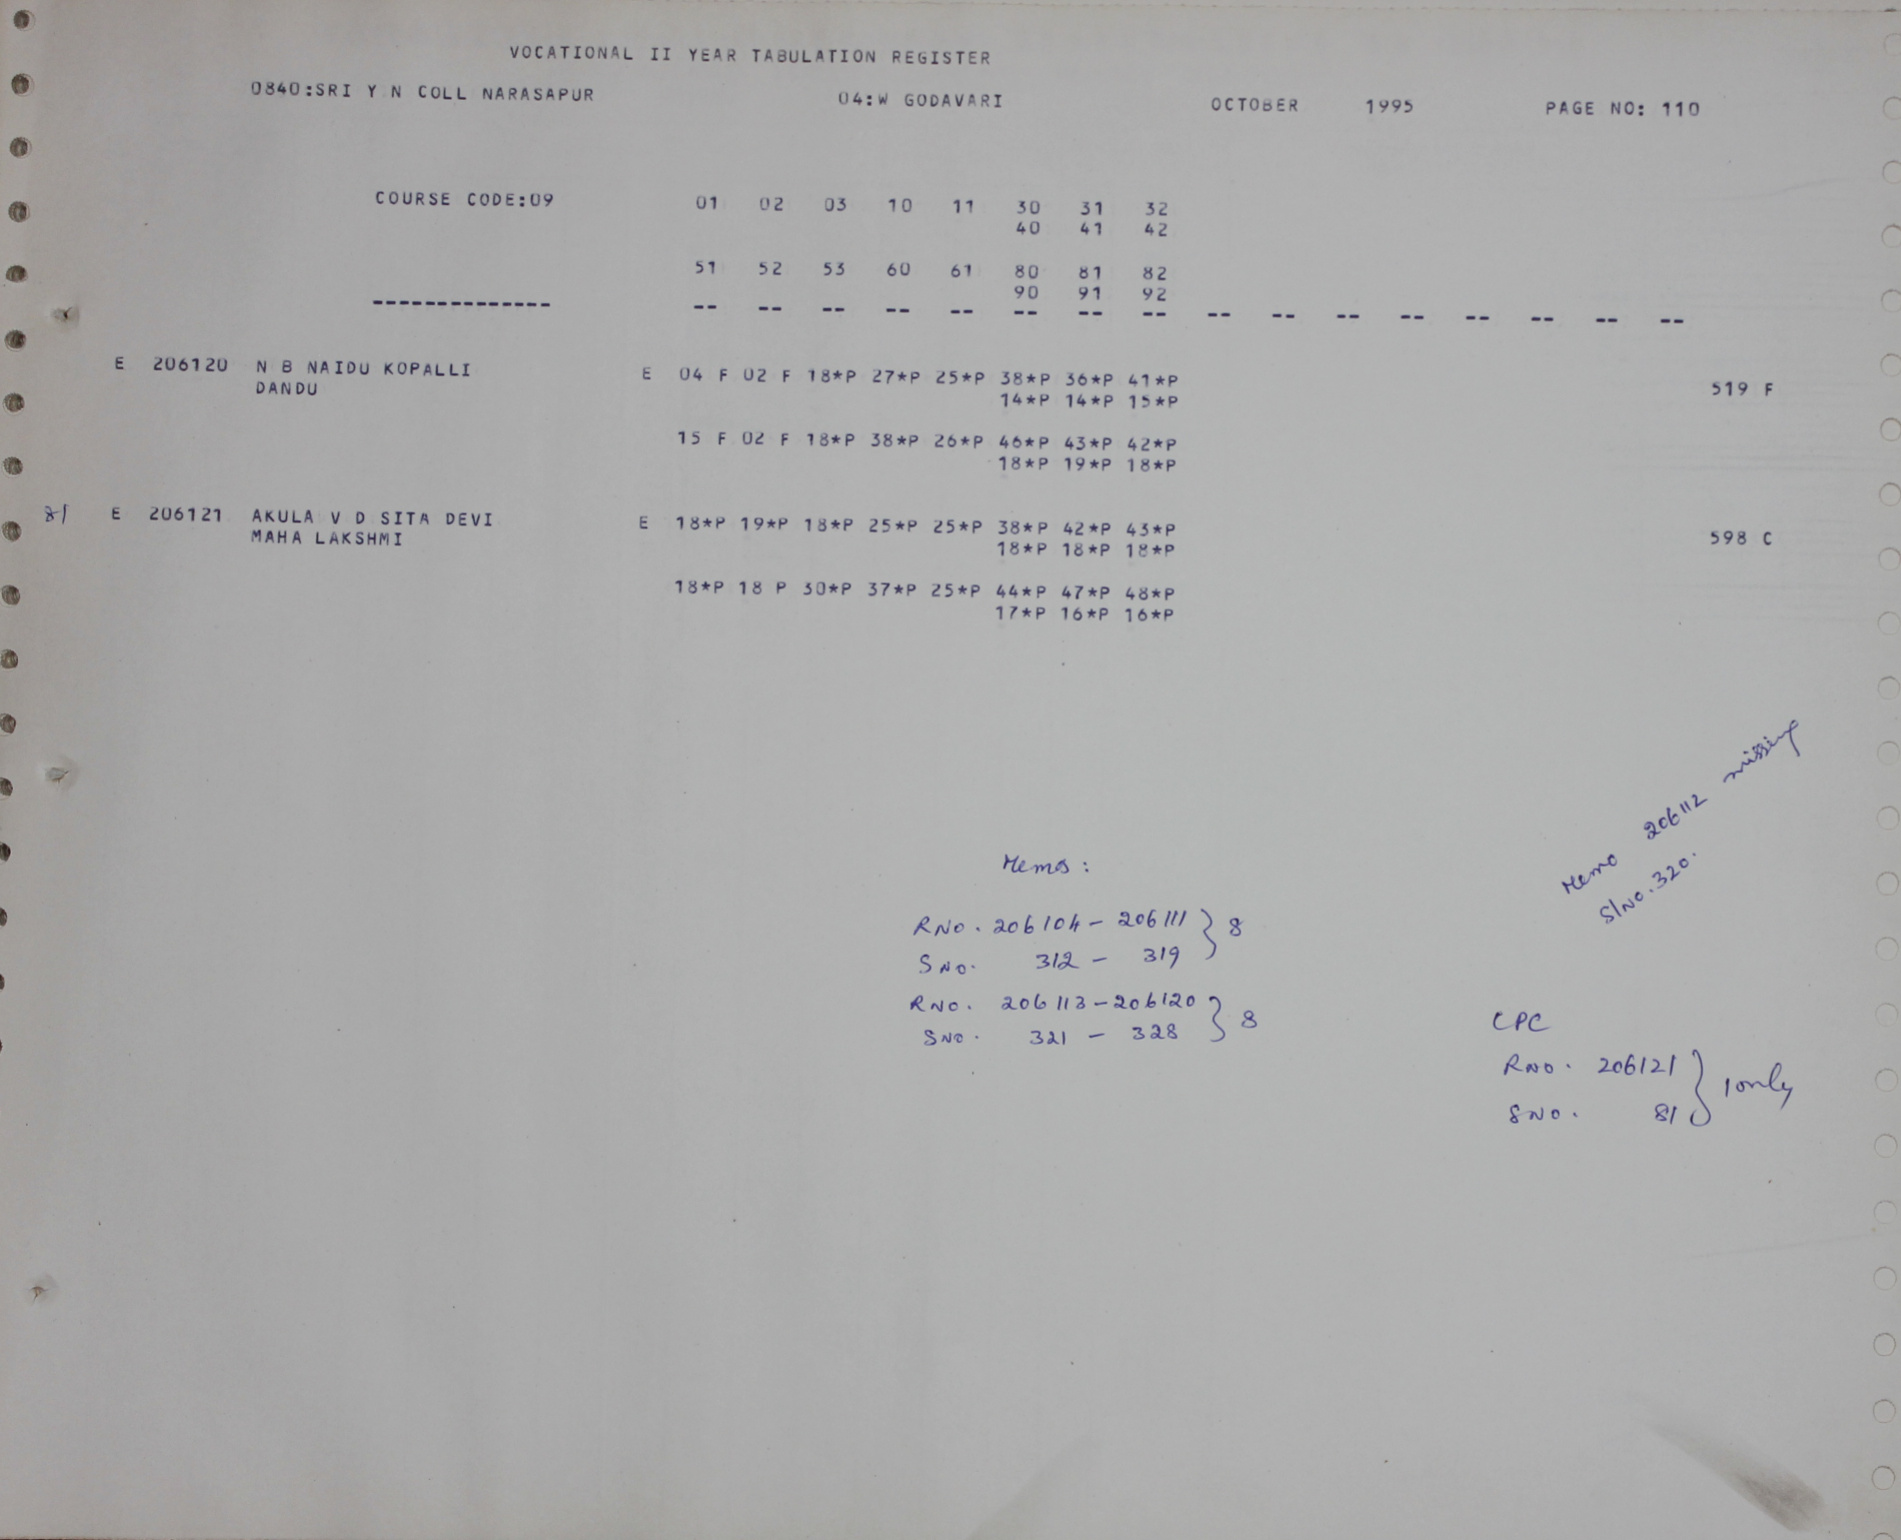 VOCATIONAL II YEAR TABULATION REGISTER
0840:SRI Y N COLL NARASAPUR 04:W GODAVARI OCTOBER 1995 PAGE NO: 110
COURSE CODE:09 01 02 03 10 11 30 31 32
40 41 42
51 52 53 60 61 80 81 82
90 91 92
-------------- -- -- -- -- -- -- -- -- -- -- -- -- -- -- -- --
E 206120 N B NAIDU KOPALLI E 04 F 02 F 18*P 27*P 25*P 38*P 36*P 41*P 519 F
DANDU 14*P 14*P 15*P
15 F 02 F 18*P 38*P 26*P 46*P 43*P 42*P
18*P 19*P 18*P
81 E 206121 AKULA V D SITA DEVI E 18*P 19*P 18*P 25*P 25*P 38*P 42*P 43*P 598 C
MAHA LAKSHMI 18*P 18*P 18*P
18*P 18 P 30*P 37*P 25*P 44*P 47*P 48*P
17*P 16*P 16*P
Memo 206112 missing
Sl No. 320.
Memos :
RNO. 206104 - 206111 } 8
SNO. 312 - 319
RNO. 206113 - 206120 } 8
SNO. 321 - 328
CPC
RNO. 206121 } 1 only
SNO. 81